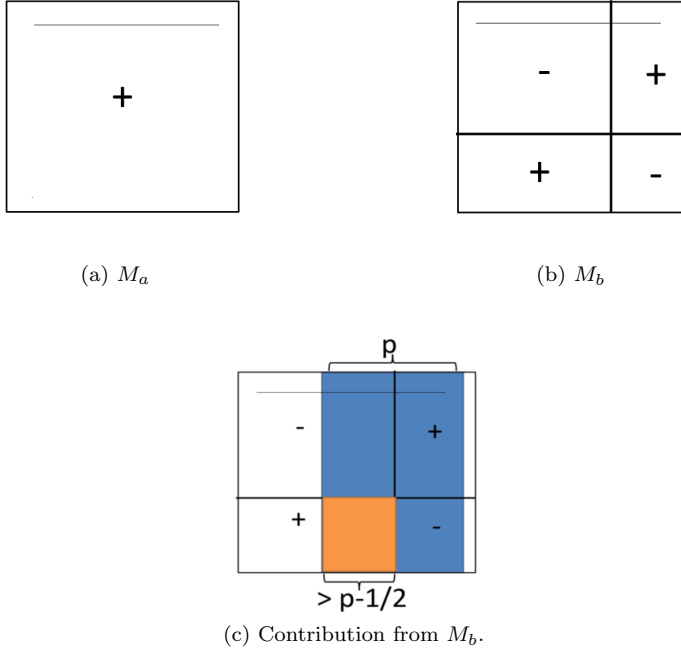 +
- +
+ -
(a) M_a
(b) M_b
p
- +
+ -
> p-1/2
(c) Contribution from M_b.